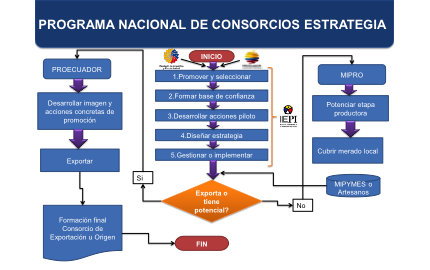 PROGRAMA NACIONAL DE CONSORCIOS ESTRATEGIA
INICIO
PROECUADOR
MIPRO
1.Promover y seleccionar
2.Formar base de confianza
3.Desarrollar acciones piloto
4.Diseñar estrategia
5.Gestionar o implementar
Desarrollar imagen y
acciones concretas de
promoción
IEPI
Potenciar etapa
productora
Exportar
Cubrir merado local
Si
Exporta o
tiene
potencial?
MIPYMES o
Artesanos
No
Formación final
Consorcio de
Exportación u Origen
FIN